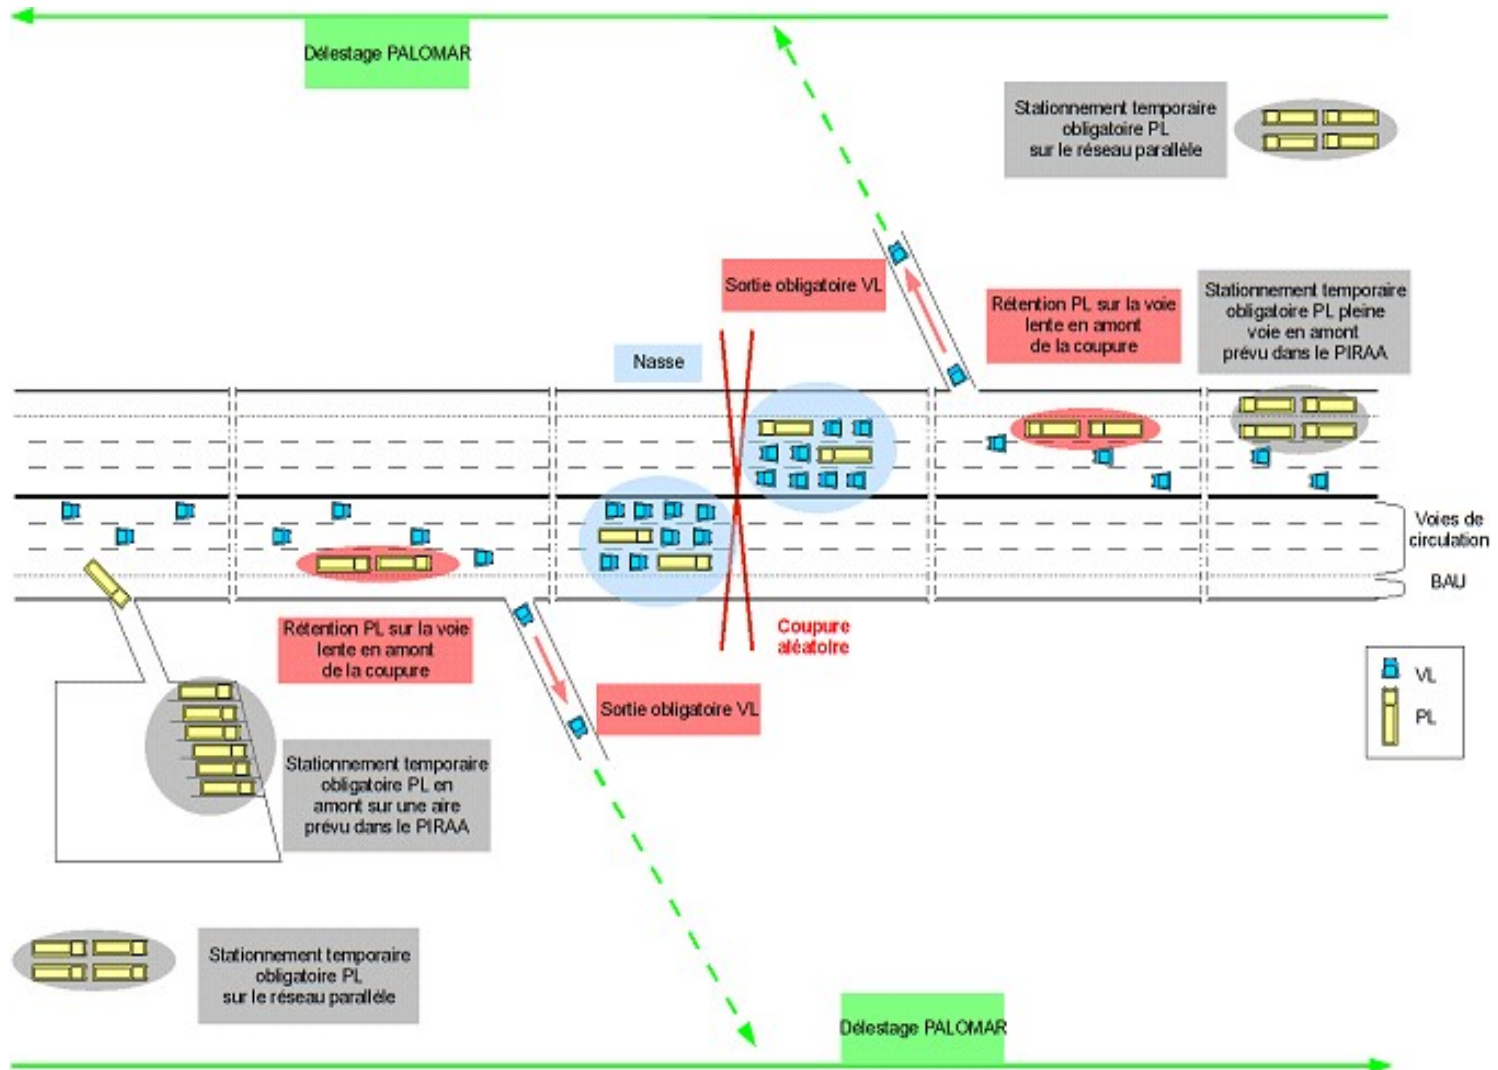 Délestage PALOMAR
Stationnement temporaire
obligatoire PL
sur le réseau parallèle
Sortie obligatoire VL
Rétention PL sur la voie
lente en amont
de la coupure
Stationnement temporaire
obligatoire PL pleine
voie en amont
prévu dans le PIRAA
Nasse
Voies de
circulation
BAU
Rétention PL sur la voie
lente en amont
de la coupure
Coupure
aléatoire
VL
PL
Sortie obligatoire VL
Stationnement temporaire
obligatoire PL en
amont sur une aire
prévu dans le PIRAA
Stationnement temporaire
obligatoire PL
sur le réseau parallèle
Délestage PALOMAR